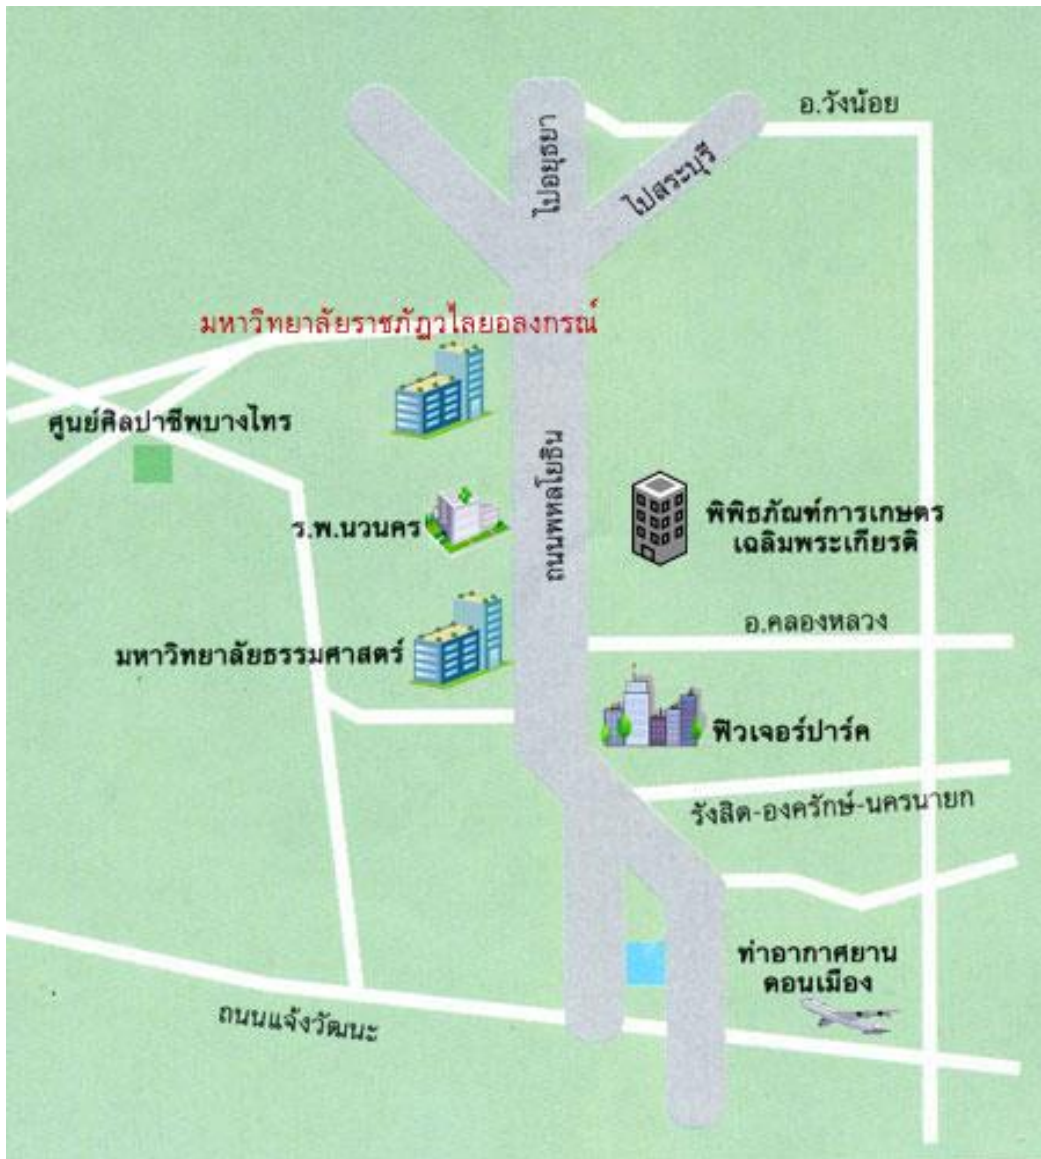 อ.วังน้อย
ไปอยุธยา
ไปสระบุรี
มหาวิทยาลัยราชภัฏวไลยอลงกรณ์
ศูนย์ศิลปาชีพบางไทร
ถนนพหลโยธิน
ร.พ.นวนคร
พิพิธภัณฑ์การเกษตร
เฉลิมพระเกียรติ
อ.คลองหลวง
มหาวิทยาลัยธรรมศาสตร์
ฟิวเจอร์ปาร์ค
รังสิต-องครักษ์-นครนายก
ท่าอากาศยาน
ดอนเมือง
ถนนแจ้งวัฒนะ